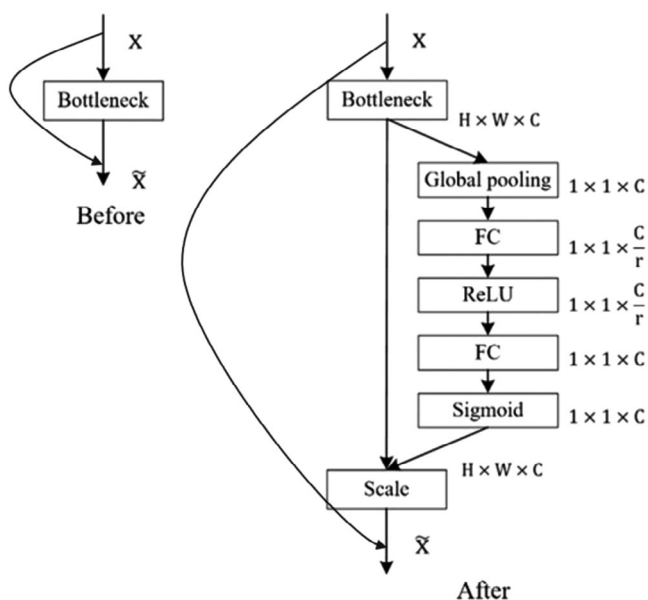 X
Bottleneck
X̃
Before
X
Bottleneck
H × W × C
Global pooling
1 × 1 × C
FC
1 × 1 × C/r
ReLU
1 × 1 × C/r
FC
1 × 1 × C
Sigmoid
1 × 1 × C
H × W × C
Scale
X̃
After